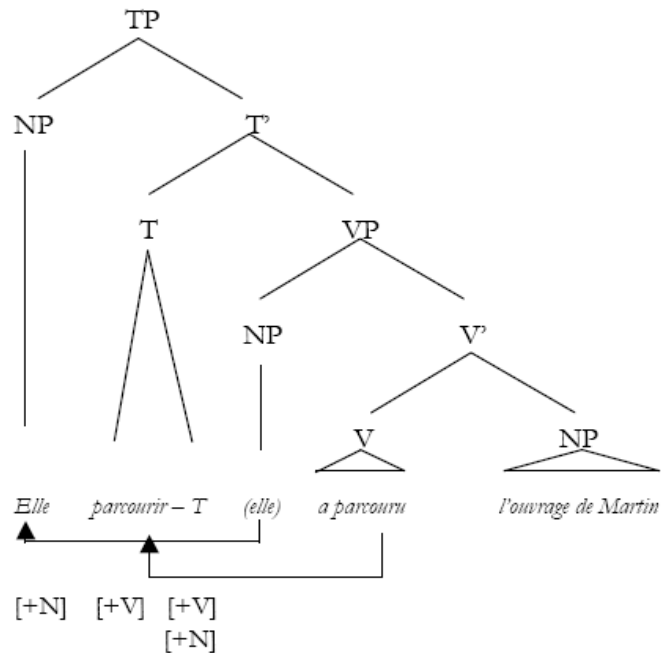 TP
NP T’
T VP
NP V’
V NP
Elle parcourir – T (elle) a parcouru l’ouvrage de Martin
[+N] [+V] [+V]
[+N]